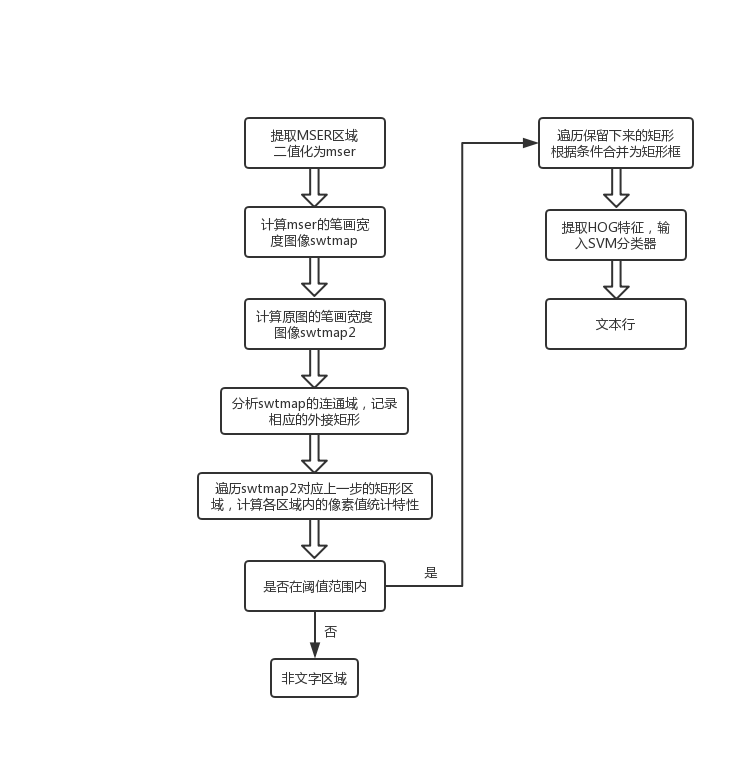 提取MSER区域
二值化为mser
计算mser的笔画宽
度图像swtmap
计算原图的笔画宽度
图像swtmap2
分析swtmap的连通域，记录
相应的外接矩形
遍历swtmap2对应上一步的矩形区
域，计算各区域内的像素值统计特性
是否在阈值范围内
是
否
非文字区域
遍历保留下来的矩形
根据条件合并为矩形框
提取HOG特征，输
入SVM分类器
文本行